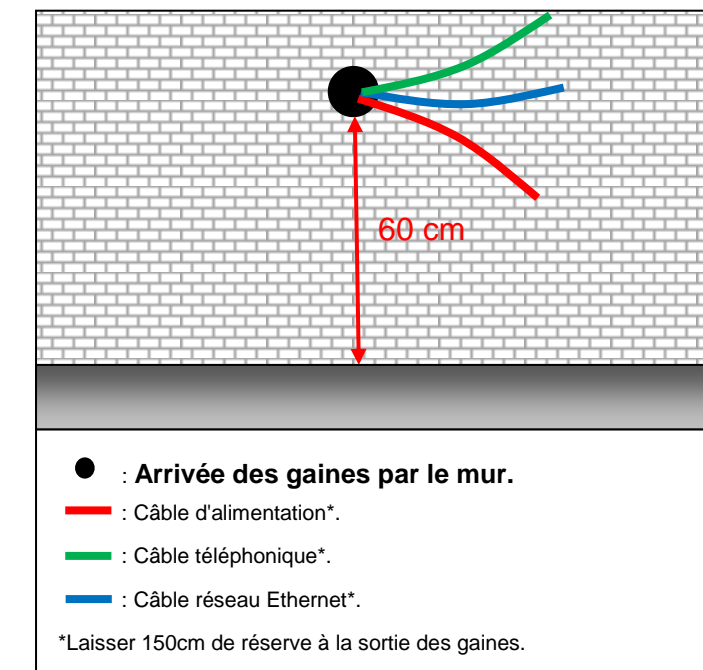 60 cm
: Arrivée des gaines par le mur.
: Câble d'alimentation*.
: Câble téléphonique*.
: Câble réseau Ethernet*.
*Laisser 150cm de réserve à la sortie des gaines.